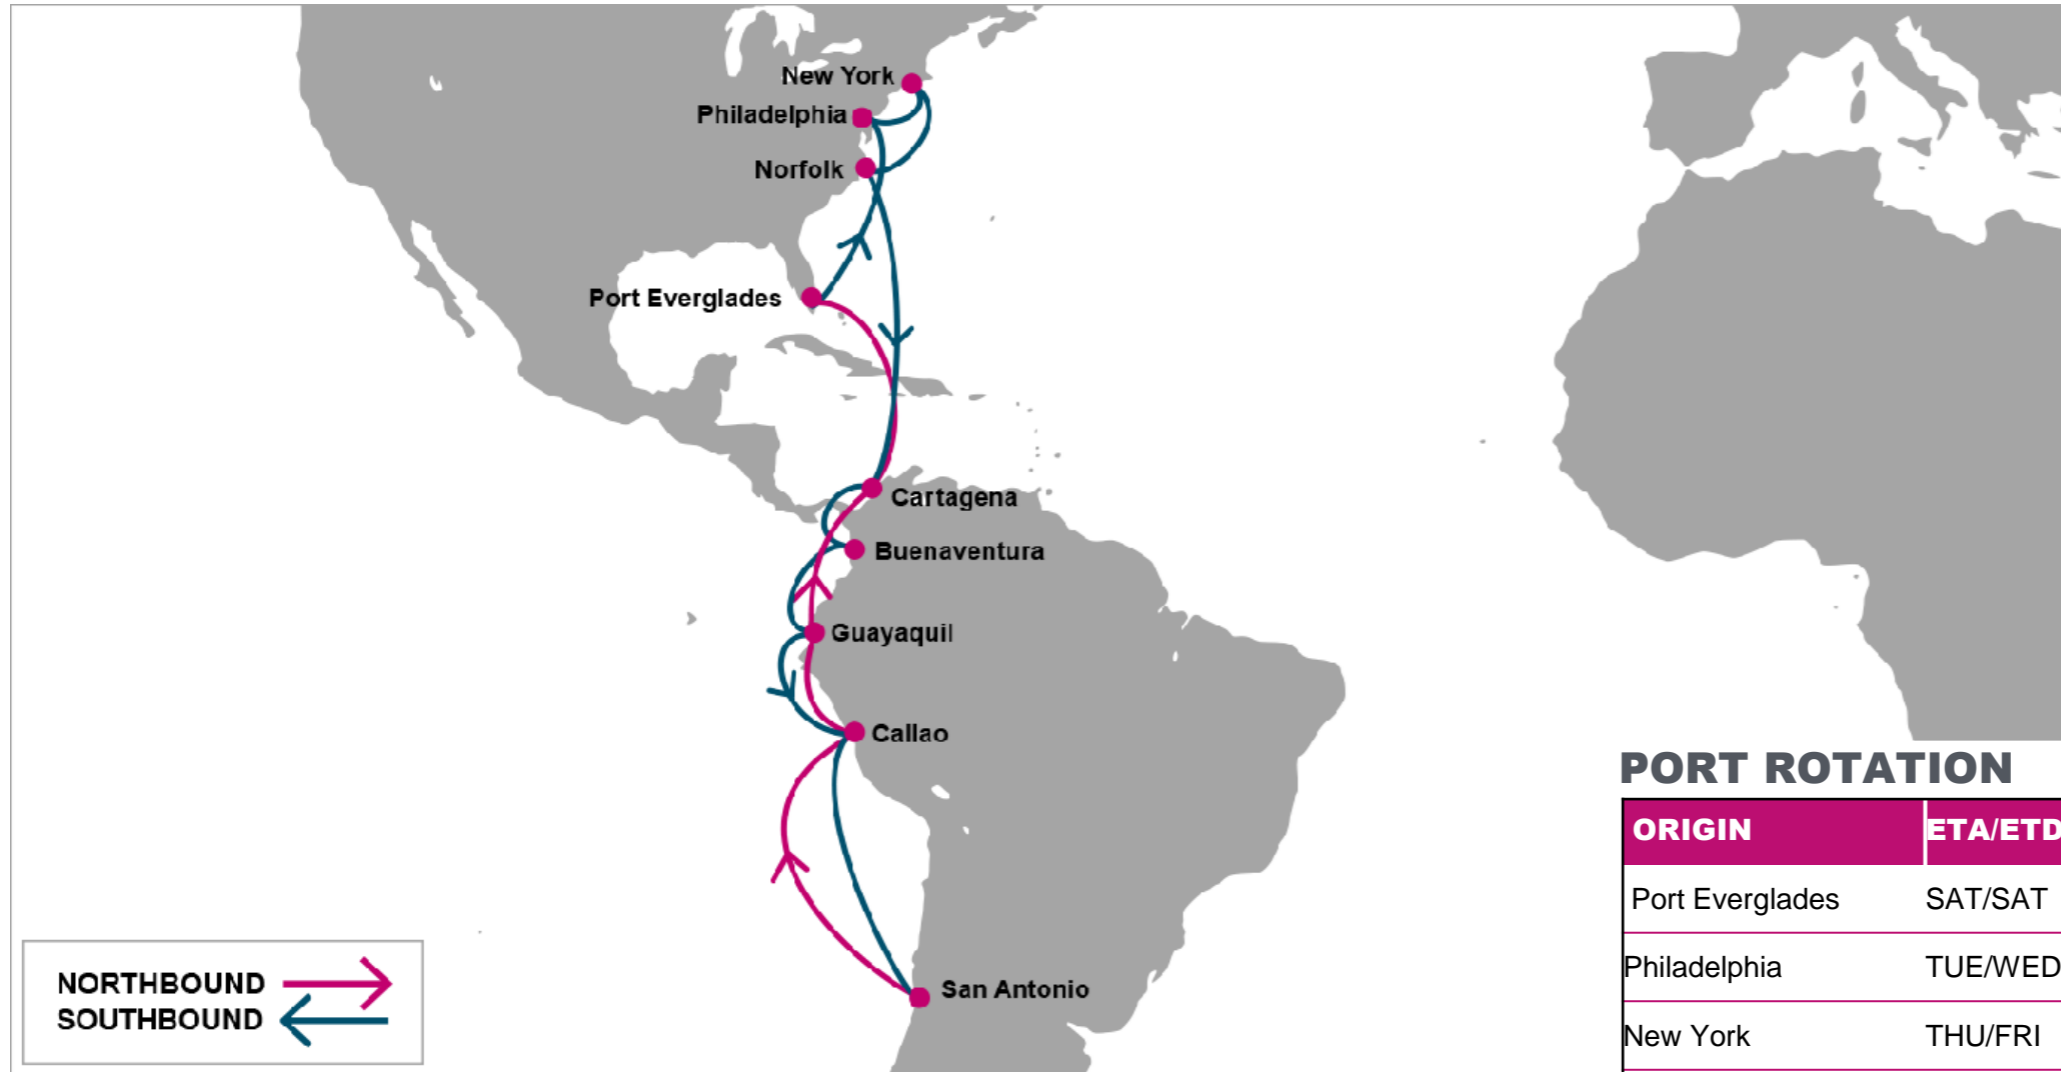 New York
Philadelphia
Norfolk
Port Everglades
Cartagena
Buenaventura
Guayaquil
Callao
San Antonio
NORTHBOUND
SOUTHBOUND
PORT ROTATION
ORIGIN ETA/ETD
Port Everglades SAT/SAT
Philadelphia TUE/WED
New York THU/FRI